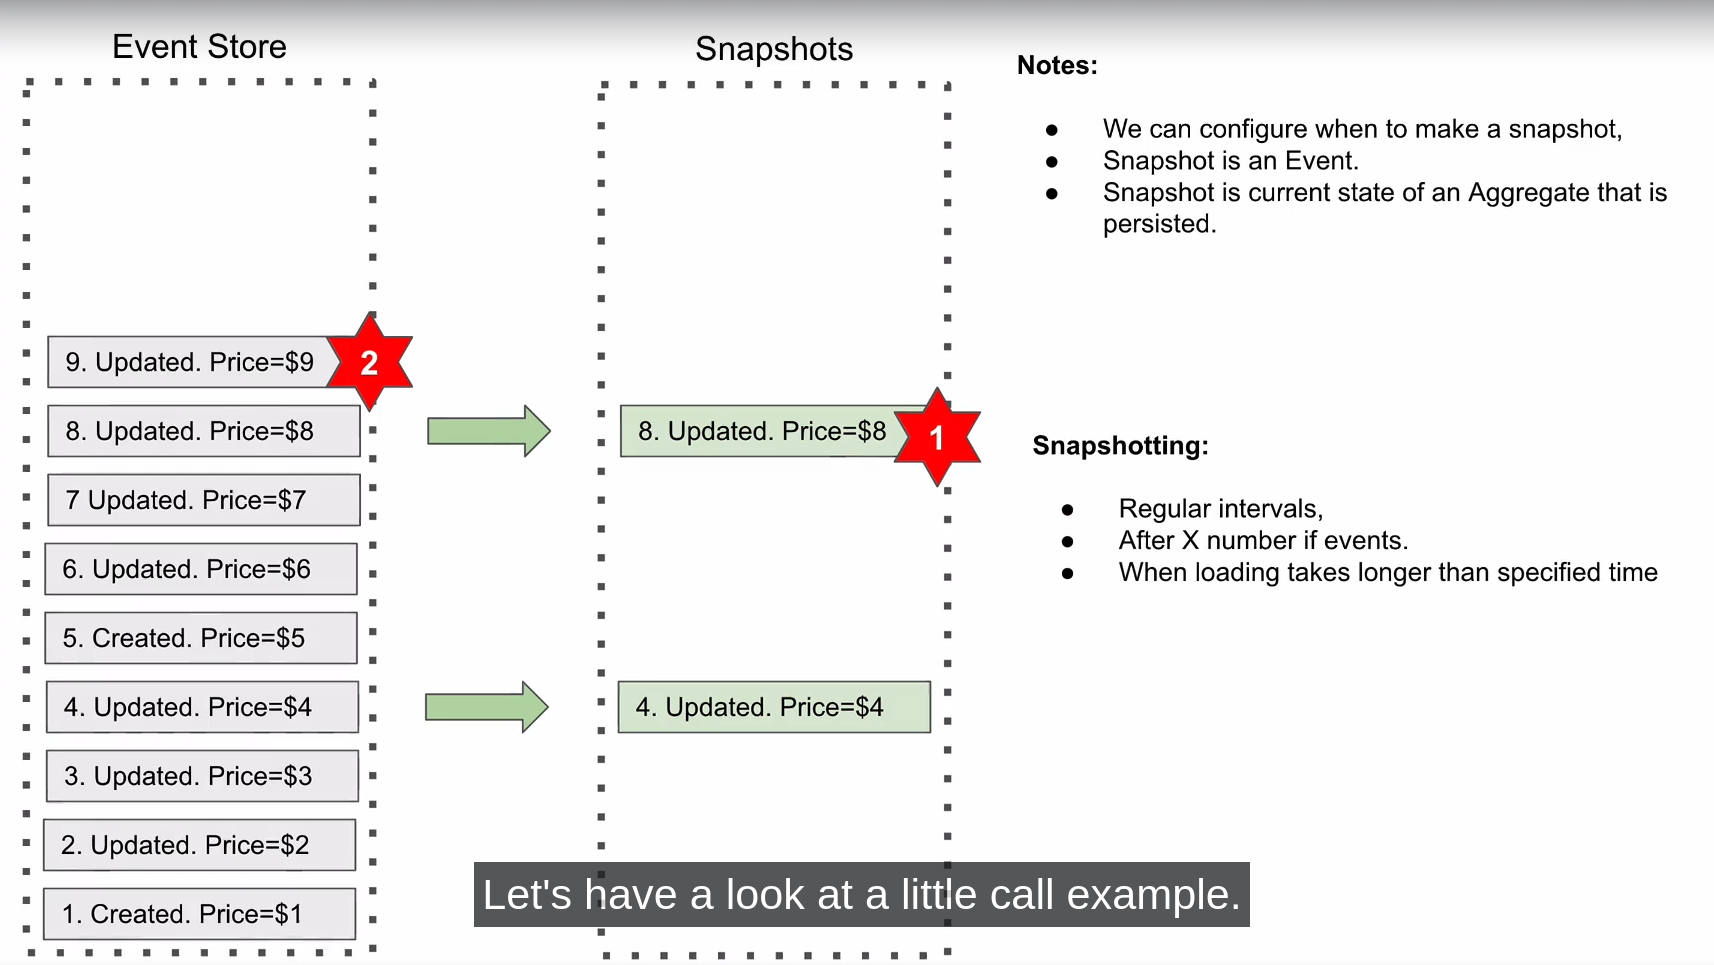 Event Store
9. Updated. Price=$9
2
8. Updated. Price=$8
7 Updated. Price=$7
6. Updated. Price=$6
5. Created. Price=$5
4. Updated. Price=$4
3. Updated. Price=$3
2. Updated. Price=$2
1. Created. Price=$1
Snapshots
8. Updated. Price=$8
1
4. Updated. Price=$4
Notes:
● We can configure when to make a snapshot,
● Snapshot is an Event.
● Snapshot is current state of an Aggregate that is
persisted.
Snapshotting:
● Regular intervals,
● After X number if events.
● When loading takes longer than specified time
Let's have a look at a little call example.